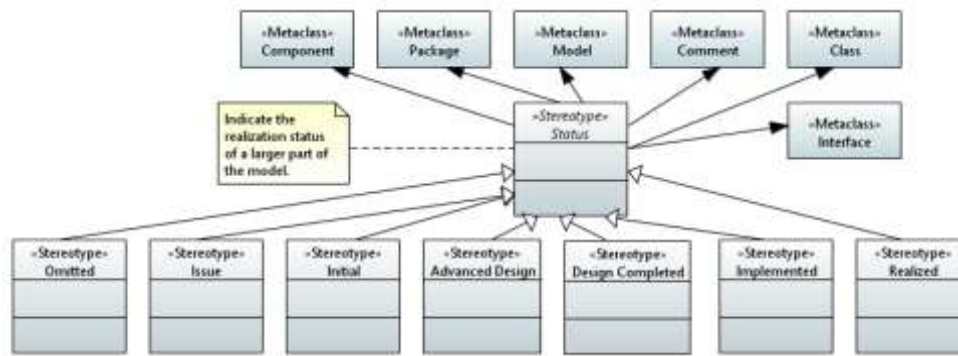 «Metaclass»
Component
«Metaclass»
Package
«Metaclass»
Model
«Metaclass»
Comment
«Metaclass»
Class
Indicate the
realization status
of a larger part of
the model.
«Stereotype»
Status
«Metaclass»
Interface
«Stereotype»
Omitted
«Stereotype»
Issue
«Stereotype»
Initial
«Stereotype»
Advanced Design
«Stereotype»
Design Completed
«Stereotype»
Implemented
«Stereotype»
Realized